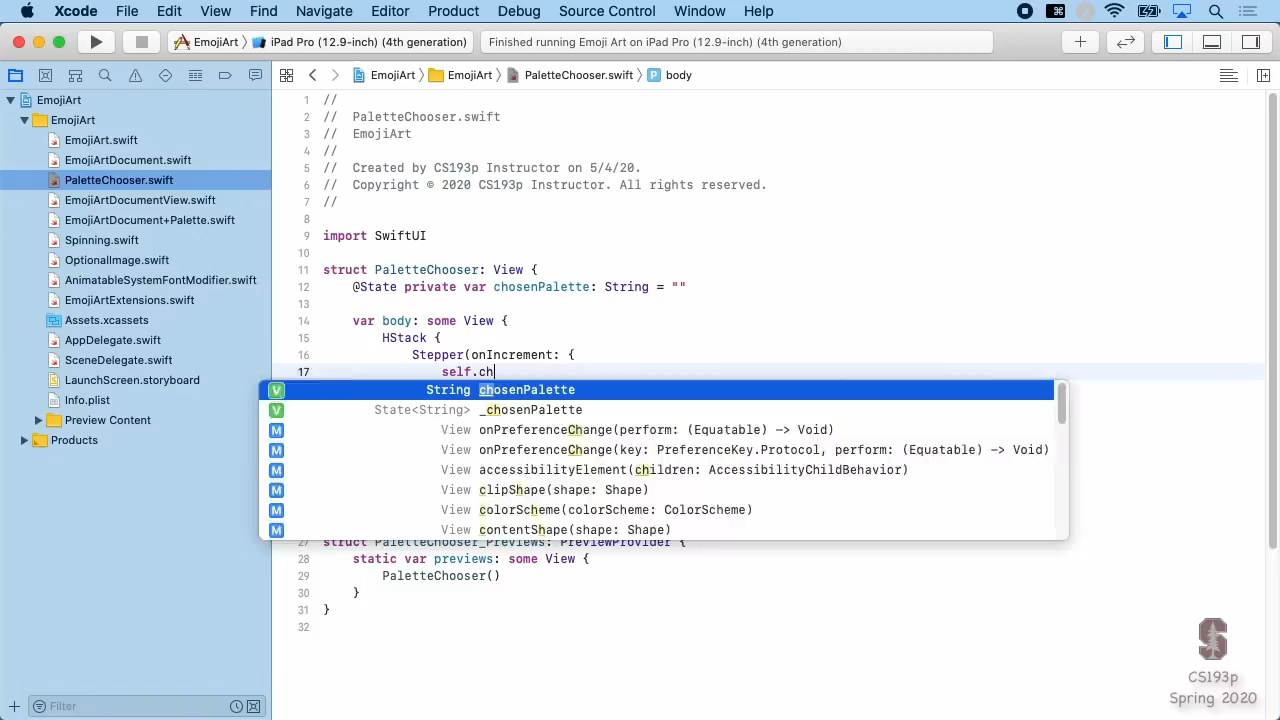 Xcode File Edit View Find Navigate Editor Product Debug Source Control Window Help
EmojiArt iPad Pro (12.9-inch) (4th generation) Finished running Emoji Art on iPad Pro (12.9-inch) (4th generation)
EmojiArt EmojiArt PaletteChooser.swift P body
EmojiArt
EmojiArt
EmojiArt.swift
EmojiArtDocument.swift
PaletteChooser.swift
EmojiArtDocumentView.swift
EmojiArtDocument+Palette.swift
Spinning.swift
OptionalImage.swift
AnimatableSystemFontModifier.swift
EmojiArtExtensions.swift
Assets.xcassets
AppDelegate.swift
SceneDelegate.swift
LaunchScreen.storyboard
Info.plist
Preview Content
Products
Filter
1 //
2 // PaletteChooser.swift
3 // EmojiArt
4 //
5 // Created by CS193p Instructor on 5/4/20.
6 // Copyright © 2020 CS193p Instructor. All rights reserved.
7 //
8
9 import SwiftUI
10
11 struct PaletteChooser: View {
12 @State private var chosenPalette: String = ""
13
14 var body: some View {
15 HStack {
16 Stepper(onIncrement: {
17 self.ch
V String chosenPalette
V State<String> _chosenPalette
M View onPreferenceChange(perform: (Equatable) -> Void)
M View onPreferenceChange(key: PreferenceKey.Protocol, perform: (Equatable) -> Void)
M View accessibilityElement(children: AccessibilityChildBehavior)
M View clipShape(shape: Shape)
M View colorScheme(colorScheme: ColorScheme)
M View contentShape(shape: Shape)
27 struct PaletteChooser_Previews: PreviewProvider {
28 static var previews: some View {
29 PaletteChooser()
30 }
31 }
32
S
CS193p
Spring 2020